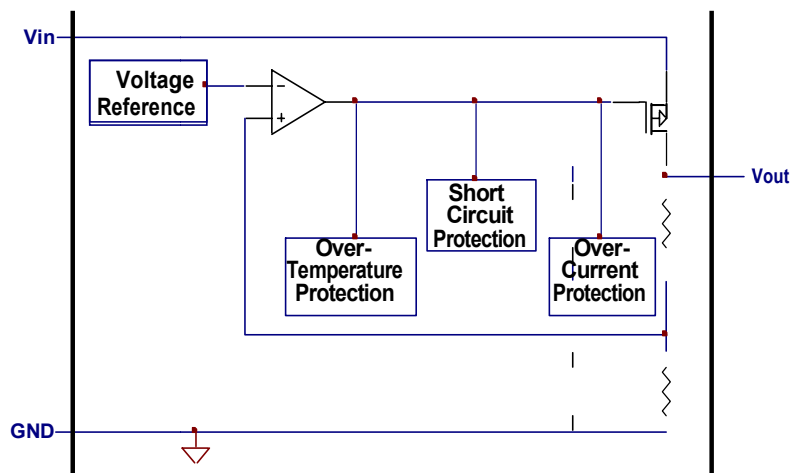 Vin
Voltage
Reference
−
+
Vout
Short
Circuit
Protection
Over-
Temperature
Protection
Over-
Current
Protection
GND